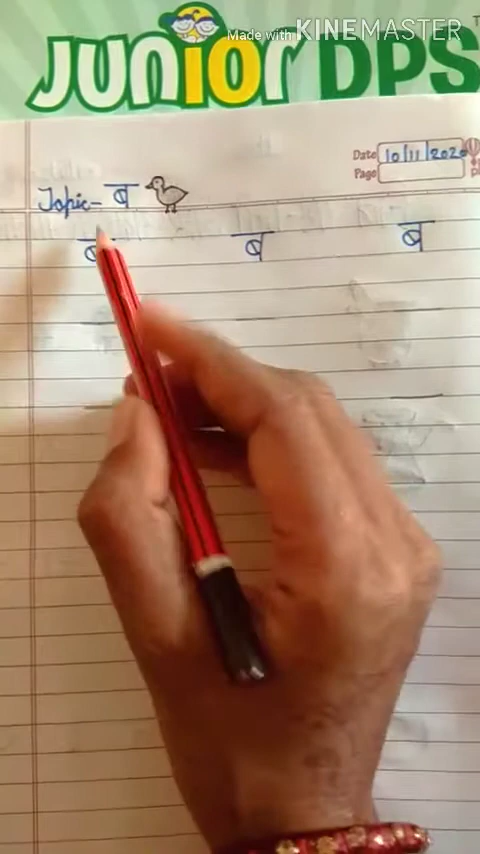 Made with KINEMASTER
JUNIOR DPS
Date 10/11/2020
Page
Topic- ब
ब ब ब